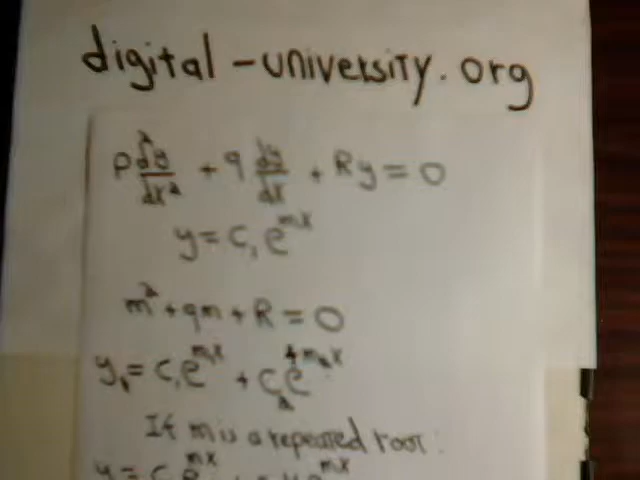 digital-university.org
P d²y/dx² + q dy/dx + Ry = 0
y = c₁e^mx
m² + qm + R = 0
y₁ = c₁e^m₁x + c₂e^+m₂x
If m is a repeated root:
y = c e^mx